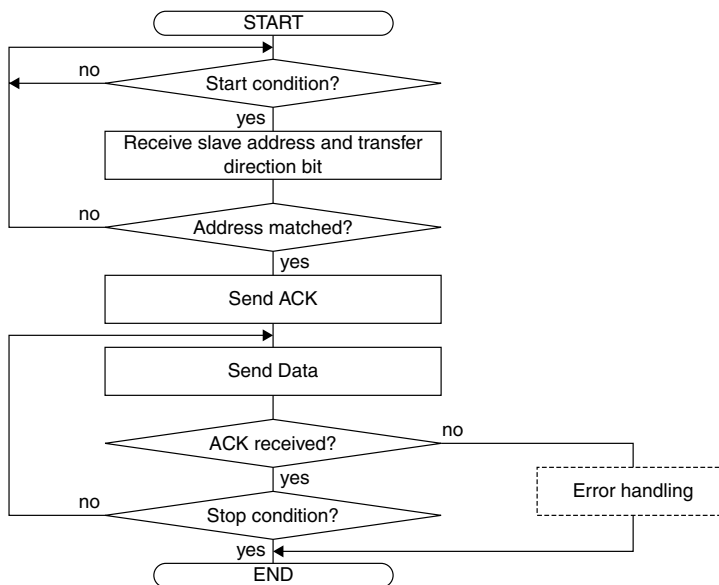 START
no
Start condition?
yes
Receive slave address and transfer
direction bit
no
Address matched?
yes
Send ACK
Send Data
ACK received?
no
yes
Error handling
no
Stop condition?
yes
END